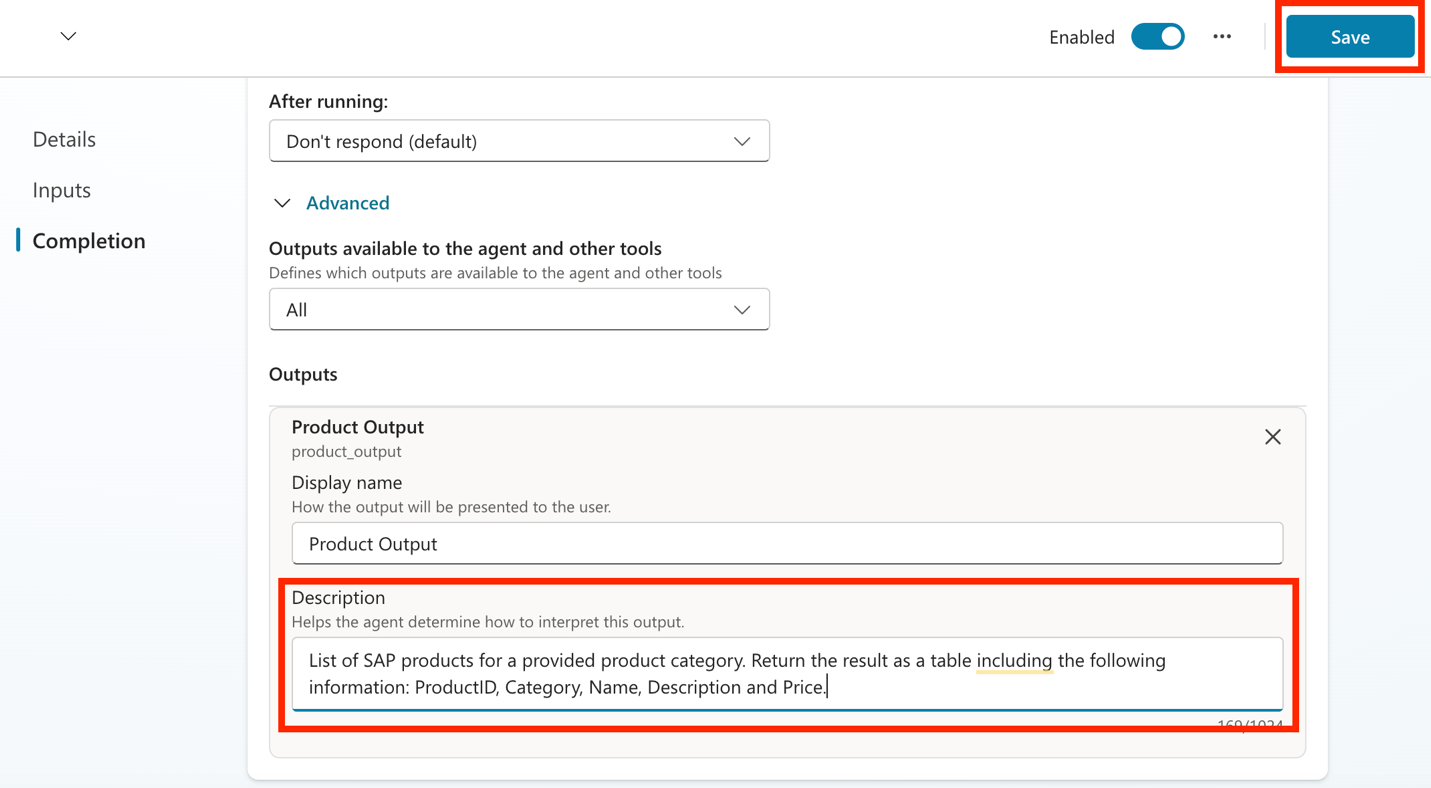 Enabled
Save
Details
Inputs
Completion
After running:
Don't respond (default)
Advanced
Outputs available to the agent and other tools
Defines which outputs are available to the agent and other tools
All
Outputs
Product Output
product_output
Display name
How the output will be presented to the user.
Product Output
Description
Helps the agent determine how to interpret this output.
List of SAP products for a provided product category. Return the result as a table including the following
information: ProductID, Category, Name, Description and Price.
169/1024